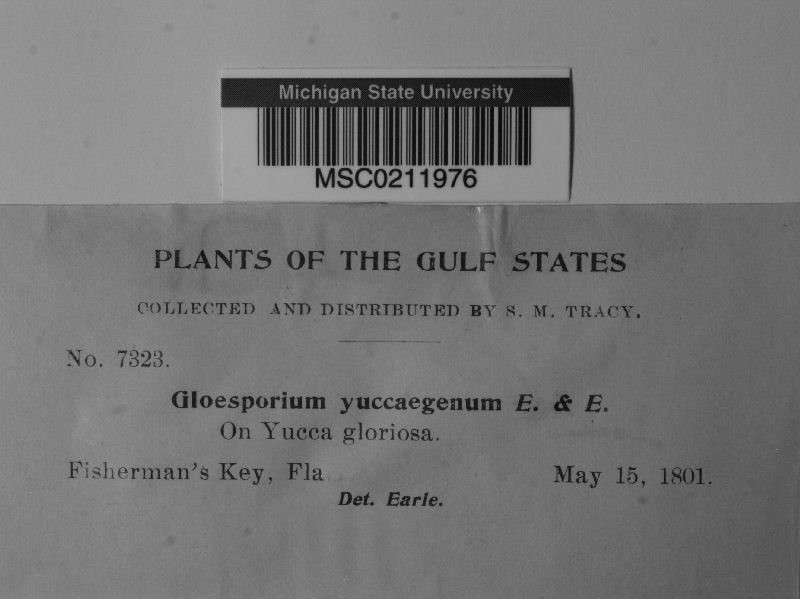 Michigan State University
MSC0211976
PLANTS OF THE GULF STATES
COLLECTED AND DISTRIBUTED BY S. M. TRACY.
No. 7323.
Gloesporium yuccaegenum E. & E.
On Yucca gloriosa.
Fisherman's Key, Fla May 15, 1801.
Det. Earle.